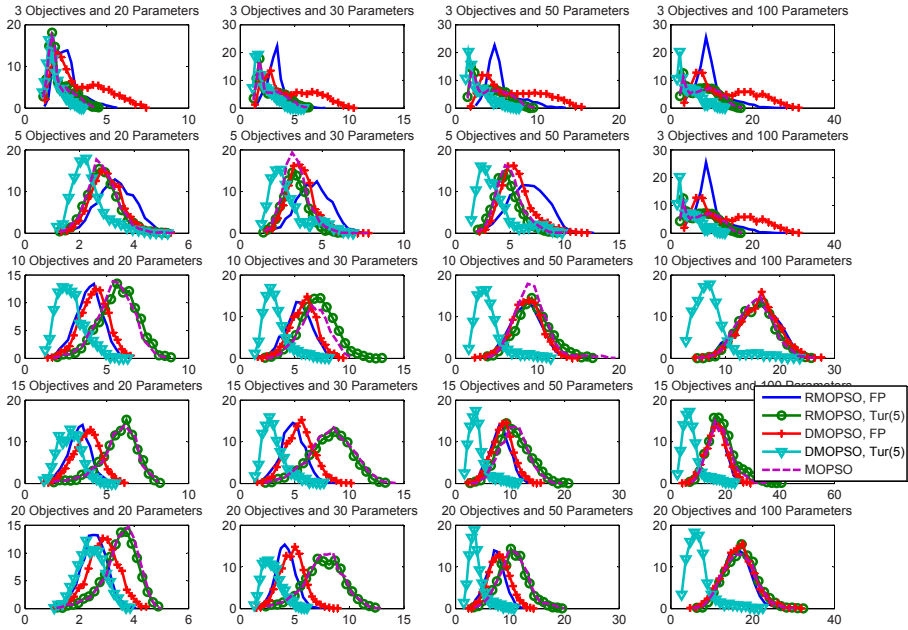 3 Objectives and 20 Parameters
3 Objectives and 30 Parameters
3 Objectives and 50 Parameters
3 Objectives and 100 Parameters
20
10
0
0 5 10
30
20
10
0
0 5 10 15
30
20
10
0
0 5 10 15 20
30
20
10
0
0 10 20 30 40
5 Objectives and 20 Parameters
5 Objectives and 30 Parameters
5 Objectives and 50 Parameters
3 Objectives and 100 Parameters
20
10
0
0 2 4 6
20
10
0
0 5 10
20
10
0
0 5 10 15
30
20
10
0
0 10 20 30 40
10 Objectives and 20 Parameters
10 Objectives and 30 Parameters
10 Objectives and 50 Parameters
10 Objectives and 100 Parameters
15
10
5
0
0 5 10
20
10
0
0 5 10 15
20
10
0
0 5 10 15 20
20
10
0
0 10 20 30
15 Objectives and 20 Parameters
15 Objectives and 30 Parameters
15 Objectives and 50 Parameters
15 Objectives and 100 Parameters
20
10
0
0 5 10
20
10
0
0 5 10 15
20
10
0
0 10 20 30
20
10
0
0 20 40 60
RMOPSO, FP
RMOPSO, Tur(5)
DMOPSO, FP
DMOPSO, Tur(5)
MOPSO
20 Objectives and 20 Parameters
20 Objectives and 30 Parameters
20 Objectives and 50 Parameters
20 Objectives and 100 Parameters
15
10
5
0
0 2 4 6
20
10
0
0 5 10 15
20
10
0
0 10 20 30
20
10
0
0 20 40